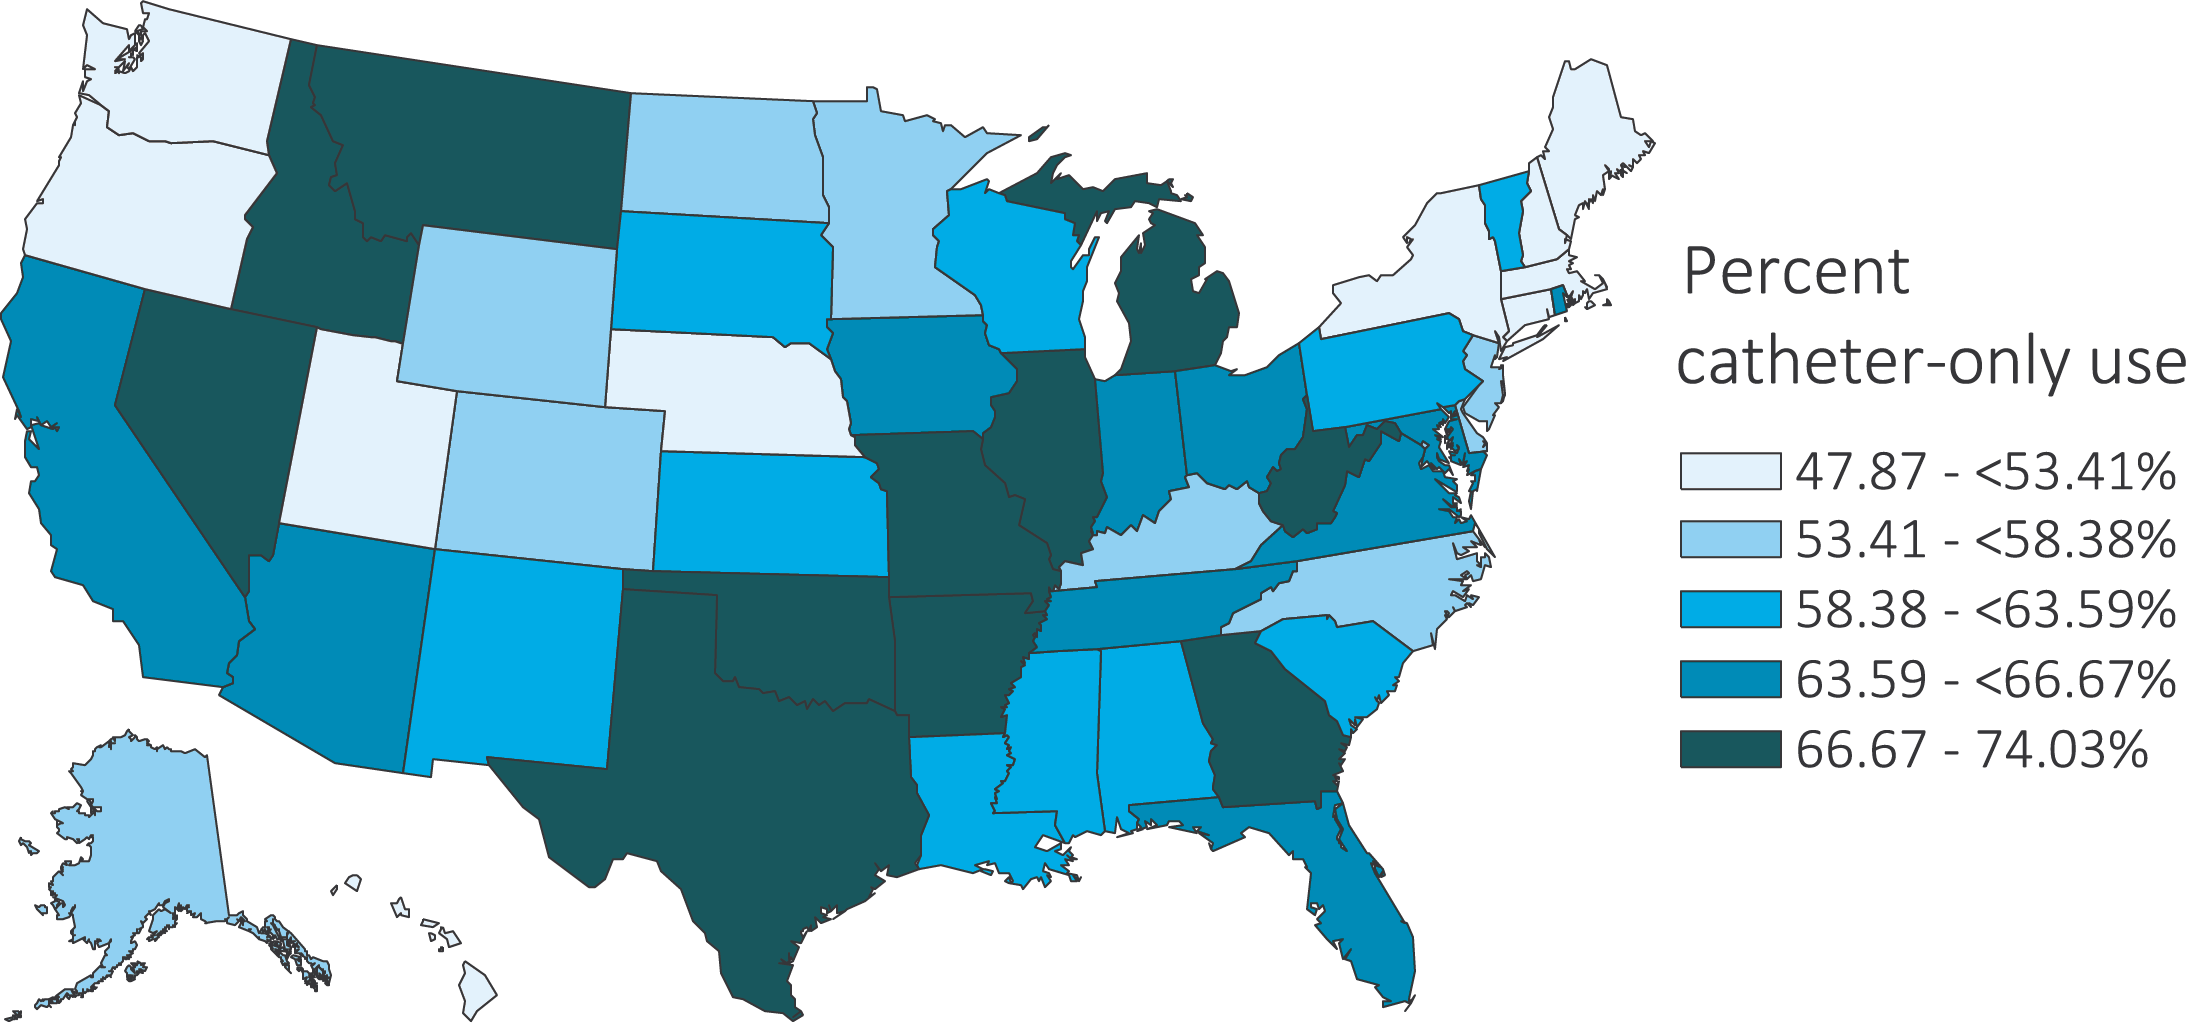 Percent
catheter-only use
47.87 - <53.41%
53.41 - <58.38%
58.38 - <63.59%
63.59 - <66.67%
66.67 - 74.03%